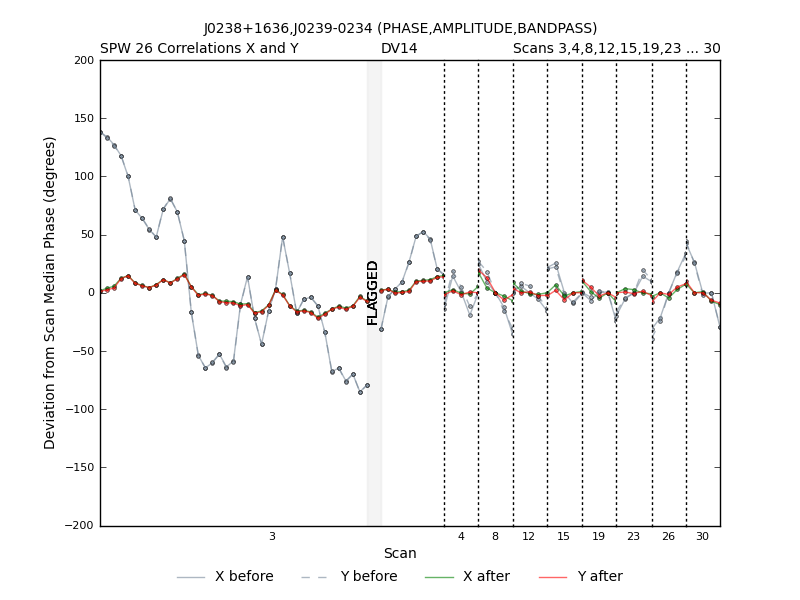 J0238+1636,J0239-0234 (PHASE,AMPLITUDE,BANDPASS)
SPW 26 Correlations X and Y DV14 Scans 3,4,8,12,15,19,23 ... 30
200
150
100
50
0
−50
−100
−150
−200
Deviation from Scan Median Phase (degrees)
FLAGGED
3 4 8 12 15 19 23 26 30
Scan
X before Y before X after Y after